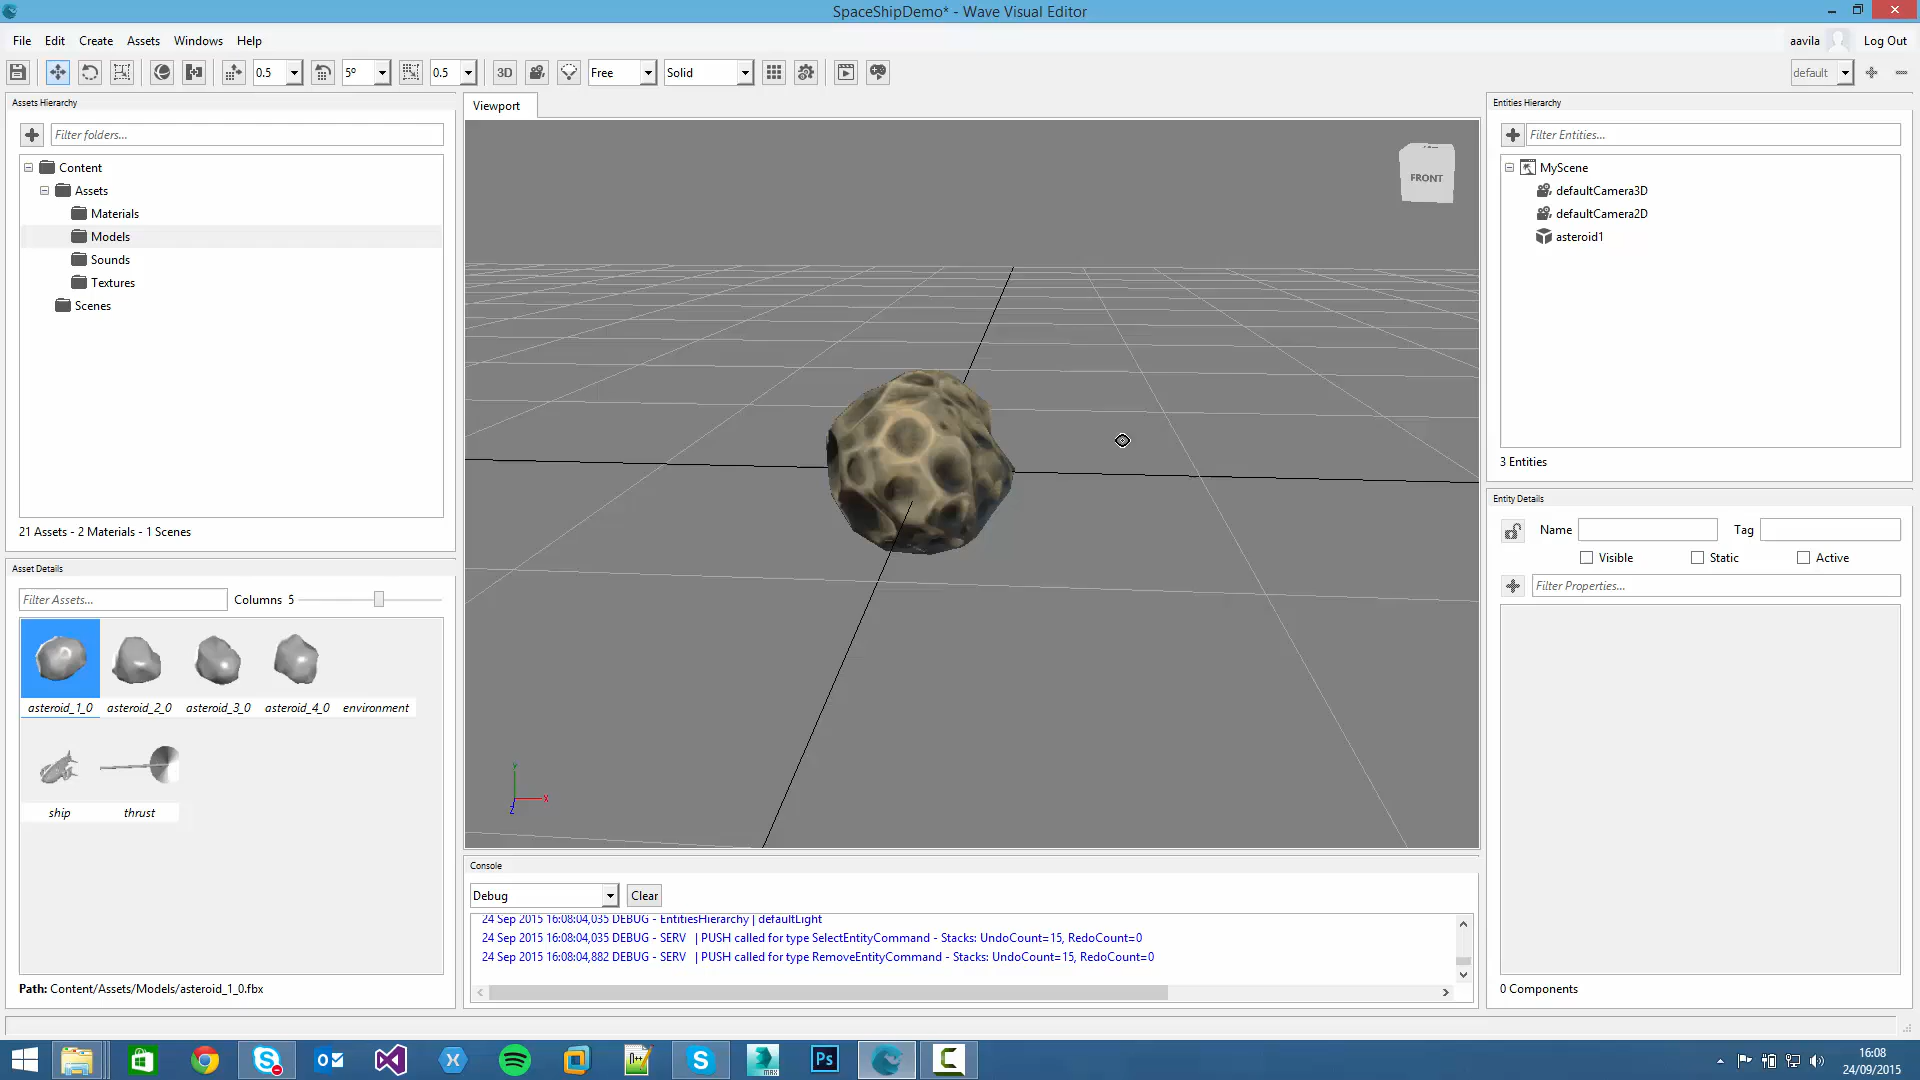 SpaceShipDemo* - Wave Visual Editor
File Edit Create Assets Windows Help
aavila Log Out
0.5 5º 0.5 3D Free Solid default
Assets Hierarchy
Filter folders...
Content
Assets
Materials
Models
Sounds
Textures
Scenes
21 Assets - 2 Materials - 1 Scenes
Asset Details
Filter Assets... Columns 5
asteroid_1_0 asteroid_2_0 asteroid_3_0 asteroid_4_0 environment
ship thrust
Path: Content/Assets/Models/asteroid_1_0.fbx
Viewport
FRONT
Y
X
Z
Console
Debug Clear
24 Sep 2015 16:08:04,035 DEBUG - EntitiesHierarchy | defaultLight
24 Sep 2015 16:08:04,035 DEBUG - SERV | PUSH called for type SelectEntityCommand - Stacks: UndoCount=15, RedoCount=0
24 Sep 2015 16:08:04,882 DEBUG - SERV | PUSH called for type RemoveEntityCommand - Stacks: UndoCount=15, RedoCount=0
Entities Hierarchy
Filter Entities...
MyScene
defaultCamera3D
defaultCamera2D
asteroid1
3 Entities
Entity Details
Name Tag
Visible Static Active
Filter Properties...
0 Components
Ps
16:08
24/09/2015